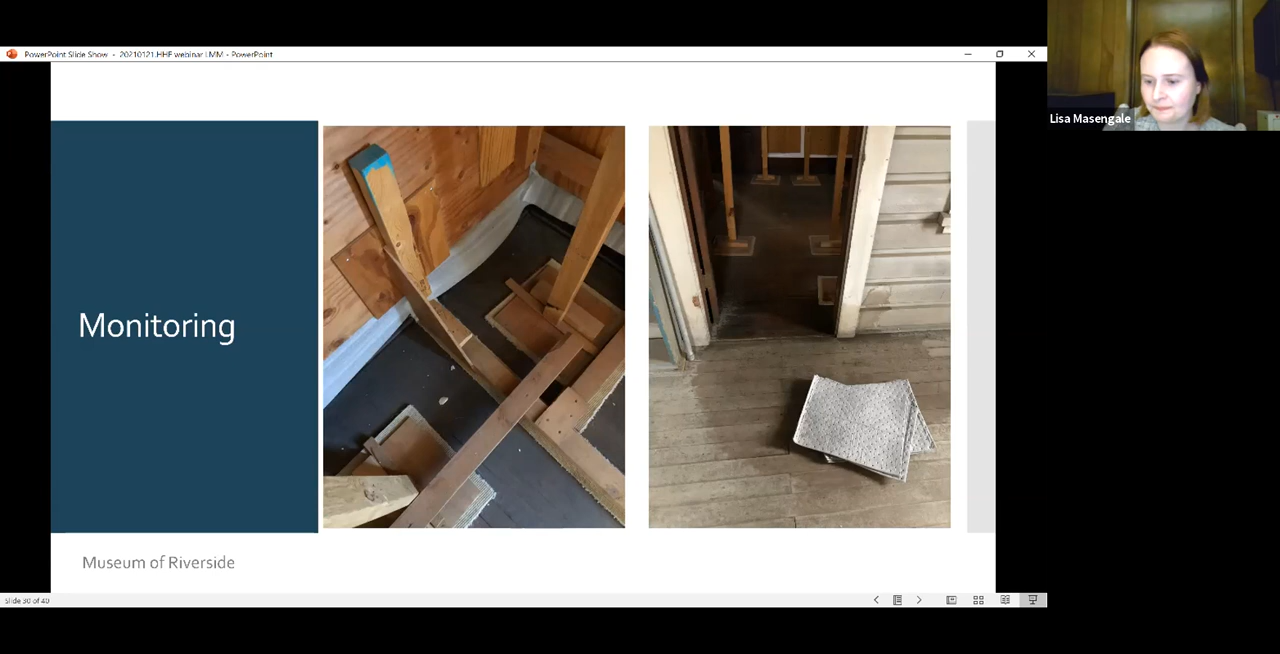 PowerPoint Slide Show - 20210121.HHF webinar LMM - PowerPoint
Lisa Masengale
Monitoring
Museum of Riverside
Slide 30 of 40